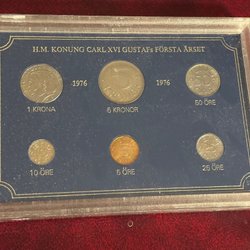 H.M. KONUNG CARL XVI GUSTAFs FÖRSTA ÅRSET
1976 1976
1 KRONA 5 KRONOR 50 ÖRE
10 ÖRE 5 ÖRE 25 ÖRE